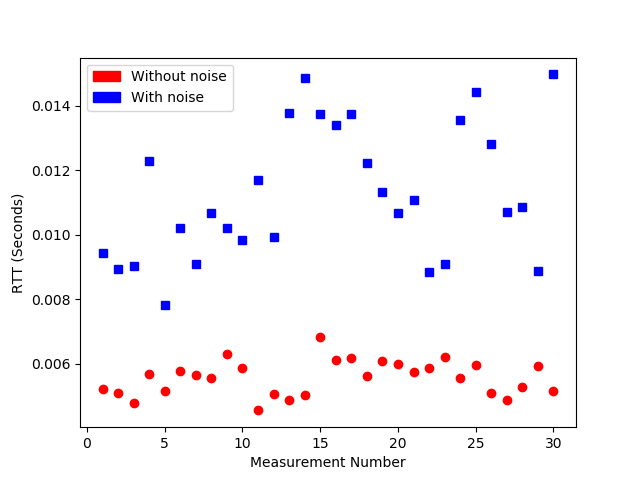 Without noise
With noise
0.014
0.012
0.010
0.008
0.006
RTT (Seconds)
0 5 10 15 20 25 30
Measurement Number